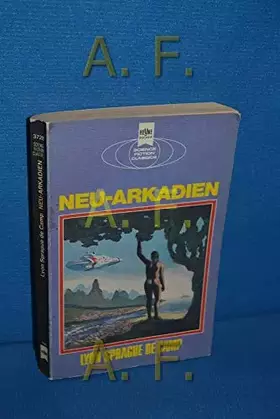 A. F.
HEYNE
SCIENCE
FICTION
CLASSICS
NEU-ARKADIEN
A. F.
LYON SPRAGUE DE CAMP
A. F.
Lyon Sprague de Camp NEU-ARKADIEN